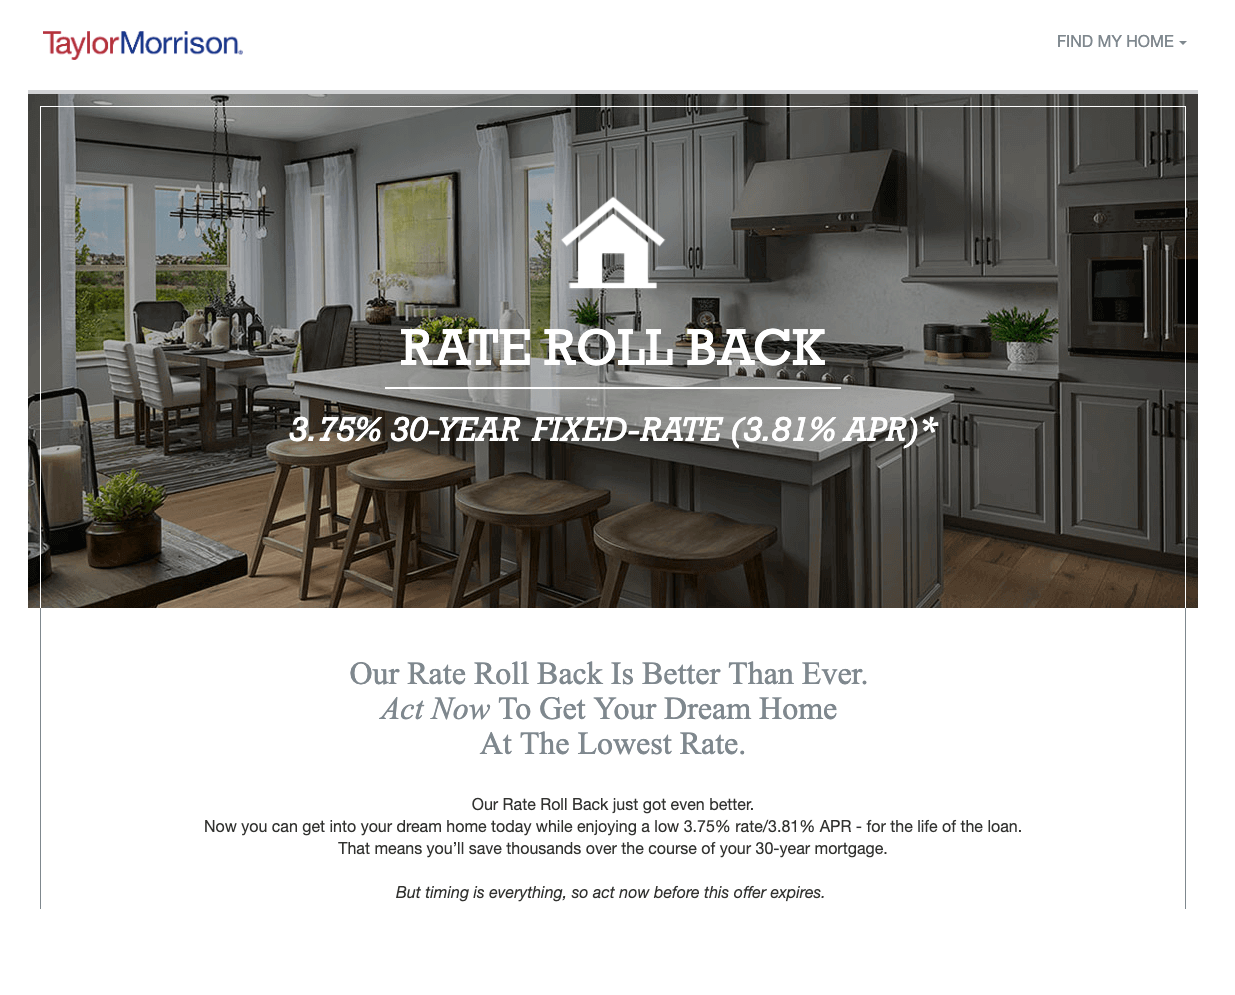 TaylorMorrison®
FIND MY HOME
RATE ROLL BACK
3.75% 30-YEAR FIXED-RATE (3.81% APR)*
Our Rate Roll Back Is Better Than Ever.
Act Now To Get Your Dream Home
At The Lowest Rate.
Our Rate Roll Back just got even better.
Now you can get into your dream home today while enjoying a low 3.75% rate/3.81% APR - for the life of the loan.
That means you’ll save thousands over the course of your 30-year mortgage.
But timing is everything, so act now before this offer expires.